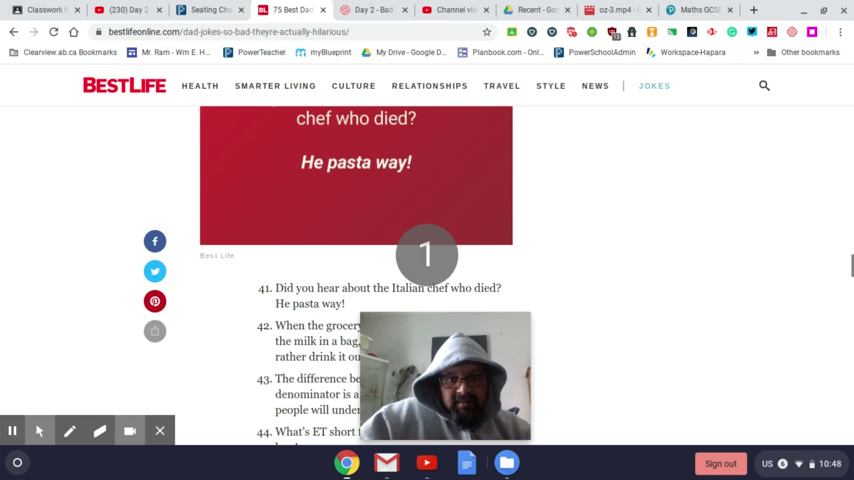 Classwork f
(230) Day 2
Seating Cha
75 Best Dad
Day 2 - Bad
Channel vid
Recent - Goo
oz-3.mp4 - G
Maths GCSE
bestlifeonline.com/dad-jokes-so-bad-theyre-actually-hilarious/
13
Clearview.ab.ca Bookmarks
Mr. Ram - Wm E. H...
PowerTeacher
myBlueprint
My Drive - Google D...
Planbook.com - Onl...
PowerSchoolAdmin
Workspace-Hapara
»
Other bookmarks
BESTLIFE
HEALTH
SMARTER LIVING
CULTURE
RELATIONSHIPS
TRAVEL
STYLE
NEWS
JOKES
chef who died?
He pasta way!
Best Life
1
41. Did you hear about the Italian chef who died?
He pasta way!
42. When the grocery
the milk in a bag,
rather drink it ou
43. The difference be
denominator is a
people will under
44. What's ET short f
Sign out
US 6 10:48